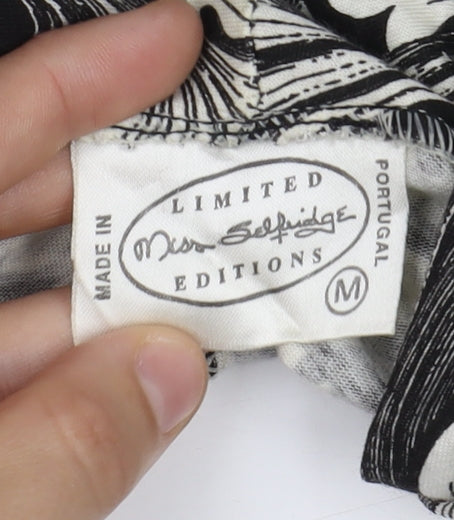 MADE IN
LIMITED
Miss Selfridge
EDITIONS
M
PORTUGAL